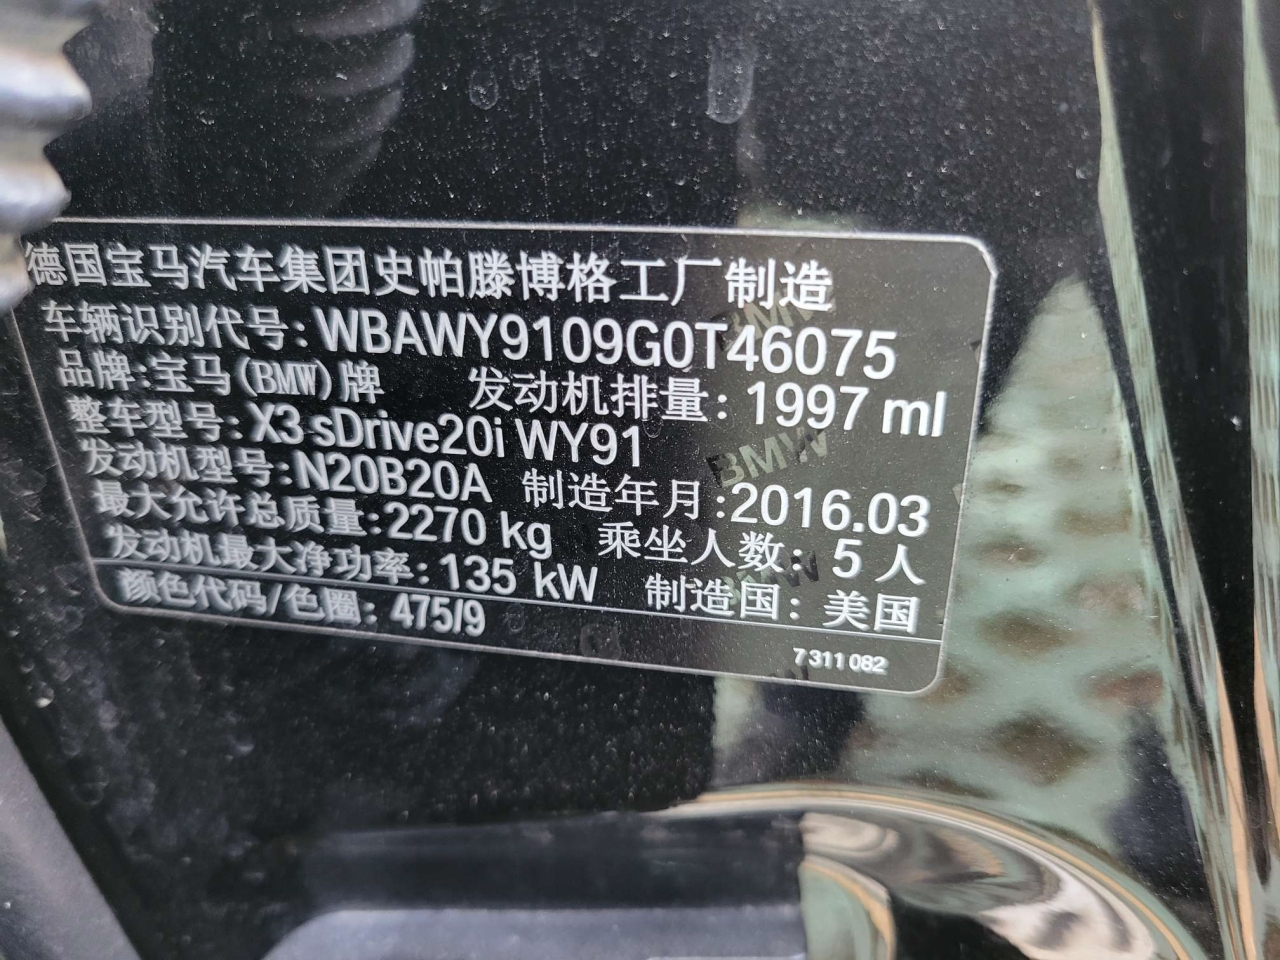 德国宝马汽车集团史帕滕博格工厂制造
车辆识别代号: WBAWY9109G0T46075
品牌: 宝马(BMW)牌 发动机排量: 1997 ml
整车型号: X3 sDrive20i WY91
发动机型号: N20B20A 制造年月: 2016.03
最大允许总质量: 2270 kg 乘坐人数: 5 人
发动机最大净功率: 135 kW 制造国: 美国
颜色代码/色圈: 475/9
7 311 082
BMW
BMW
BMW